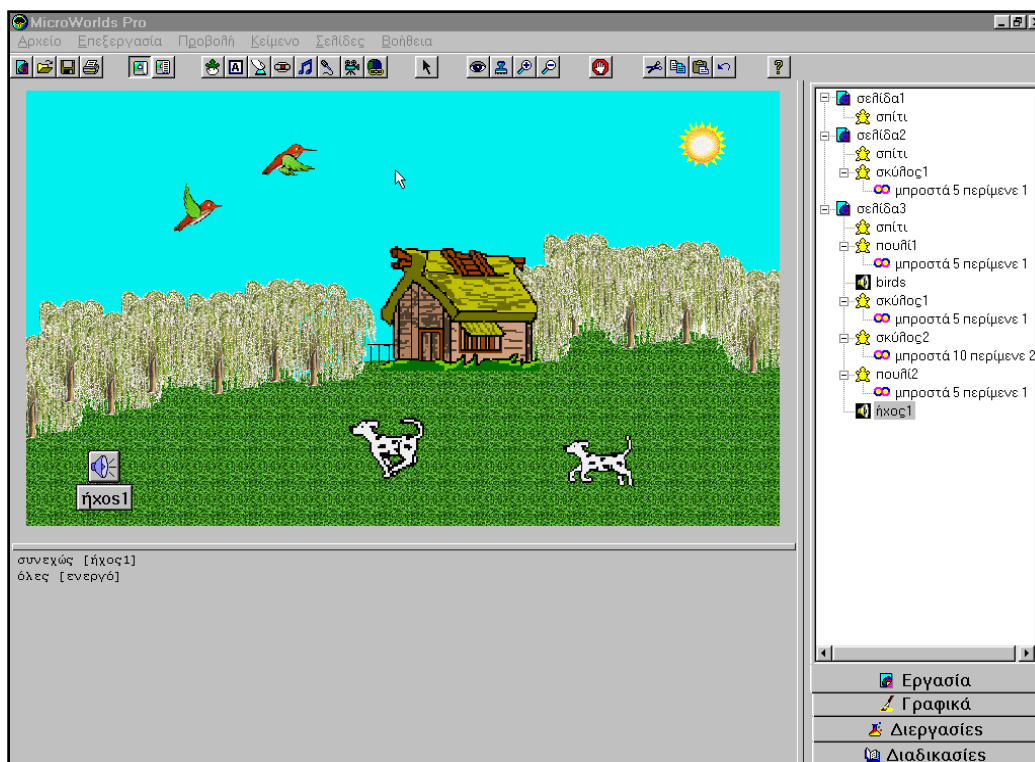 MicroWorlds Pro
Αρχείο Επεξεργασία Προβολή Κείμενο Σελίδες Βοήθεια
σελίδα1
σπίτι
σελίδα2
σπίτι
σκύλος1
μπροστά 5 περίμενε 1
σελίδα3
σπίτι
πουλί1
μπροστά 5 περίμενε 1
birds
σκύλος1
μπροστά 5 περίμενε 1
σκύλος2
μπροστά 10 περίμενε 2
πουλί2
μπροστά 5 περίμενε 1
ήχος1
ήχος1
συνεχώς [ήχος1]
όλες [ενεργό]
Εργασία
Γραφικά
Διεργασίες
Διαδικασίες